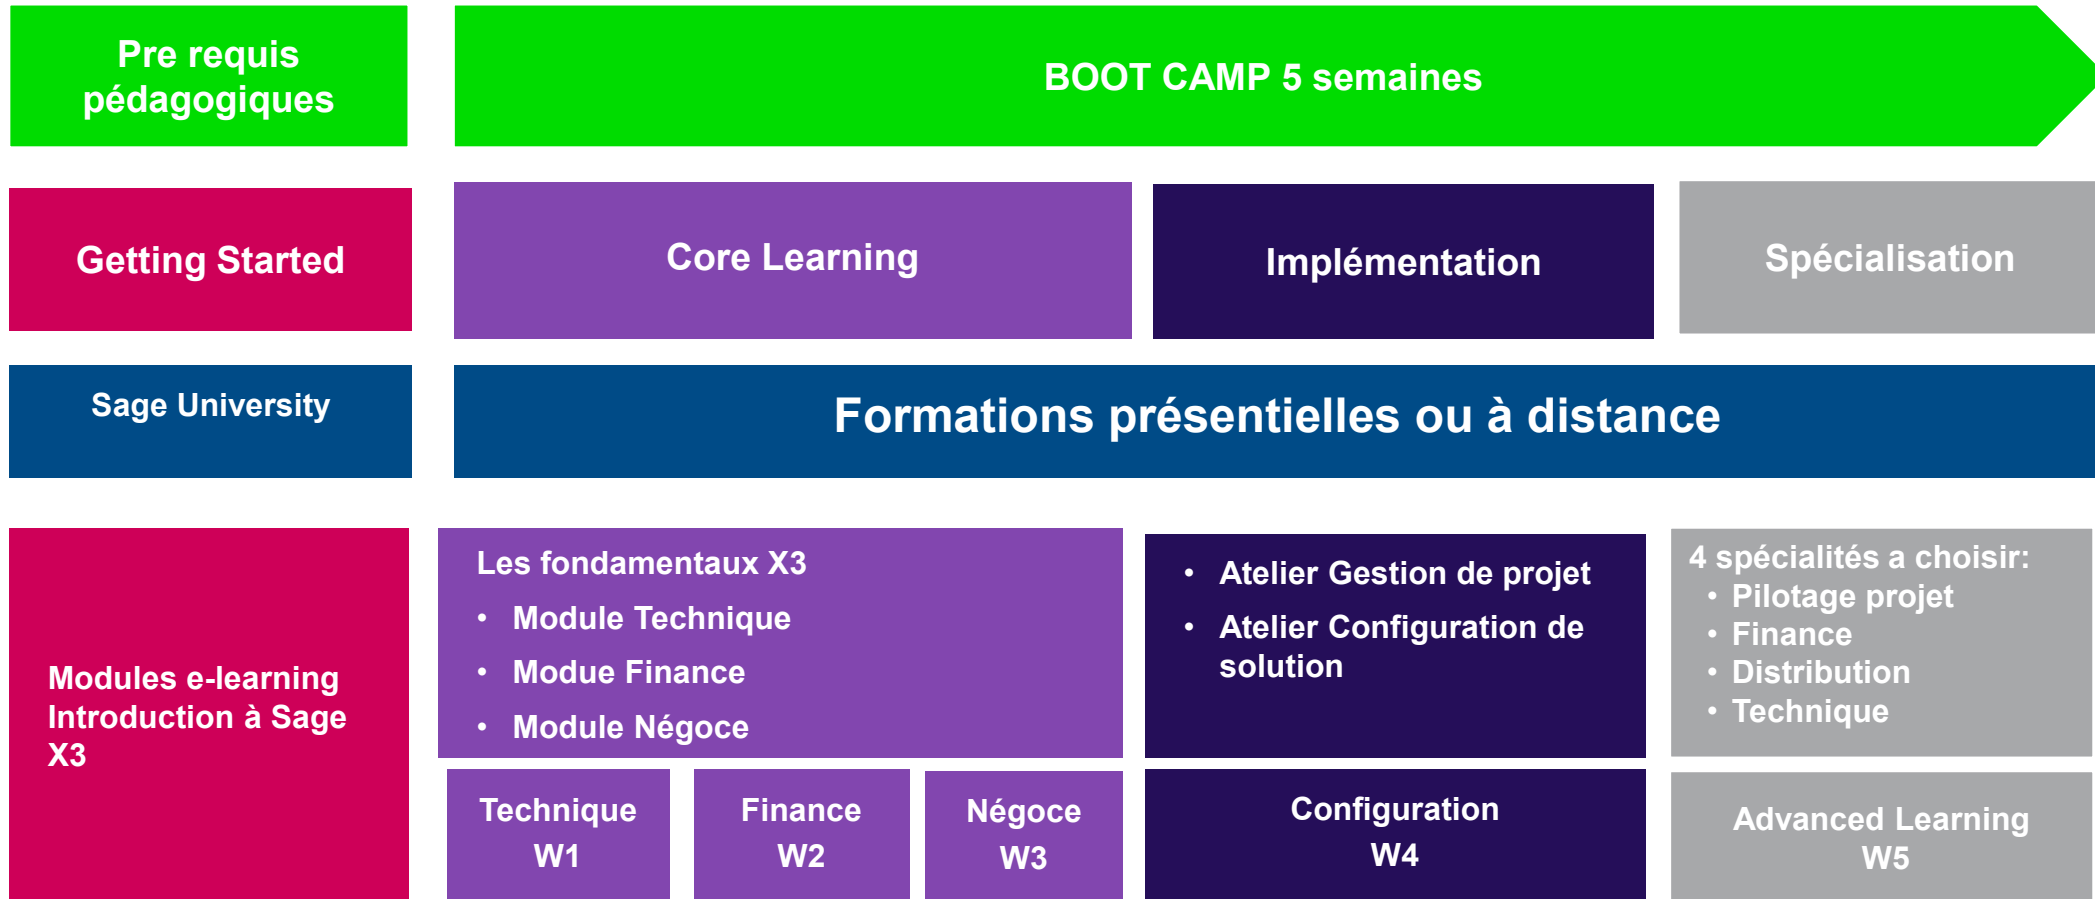 Pre requis
pédagogiques
BOOT CAMP 5 semaines
Getting Started
Core Learning
Implémentation
Spécialisation
Sage University
Formations présentielles ou à distance
Modules e-learning
Introduction à Sage
X3
Les fondamentaux X3
• Module Technique
• Modue Finance
• Module Négoce
• Atelier Gestion de projet
• Atelier Configuration de
solution
4 spécialités a choisir:
• Pilotage projet
• Finance
• Distribution
• Technique
Technique
W1
Finance
W2
Négoce
W3
Configuration
W4
Advanced Learning
W5